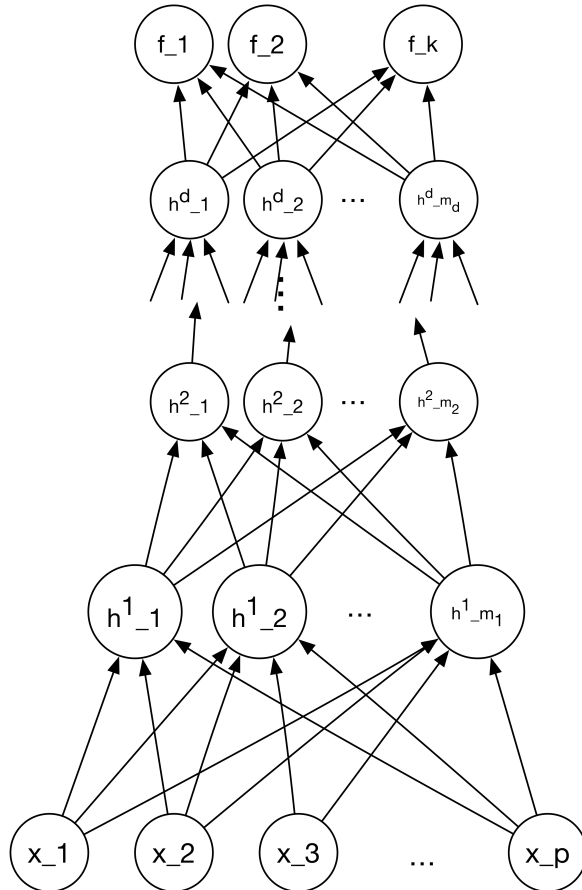 f_1 f_2 f_k
h^d_1 h^d_2 ... h^d_m_d
⋮
h^2_1 h^2_2 ... h^2_m_2
h^1_1 h^1_2 ... h^1_m_1
x_1 x_2 x_3 ... x_p